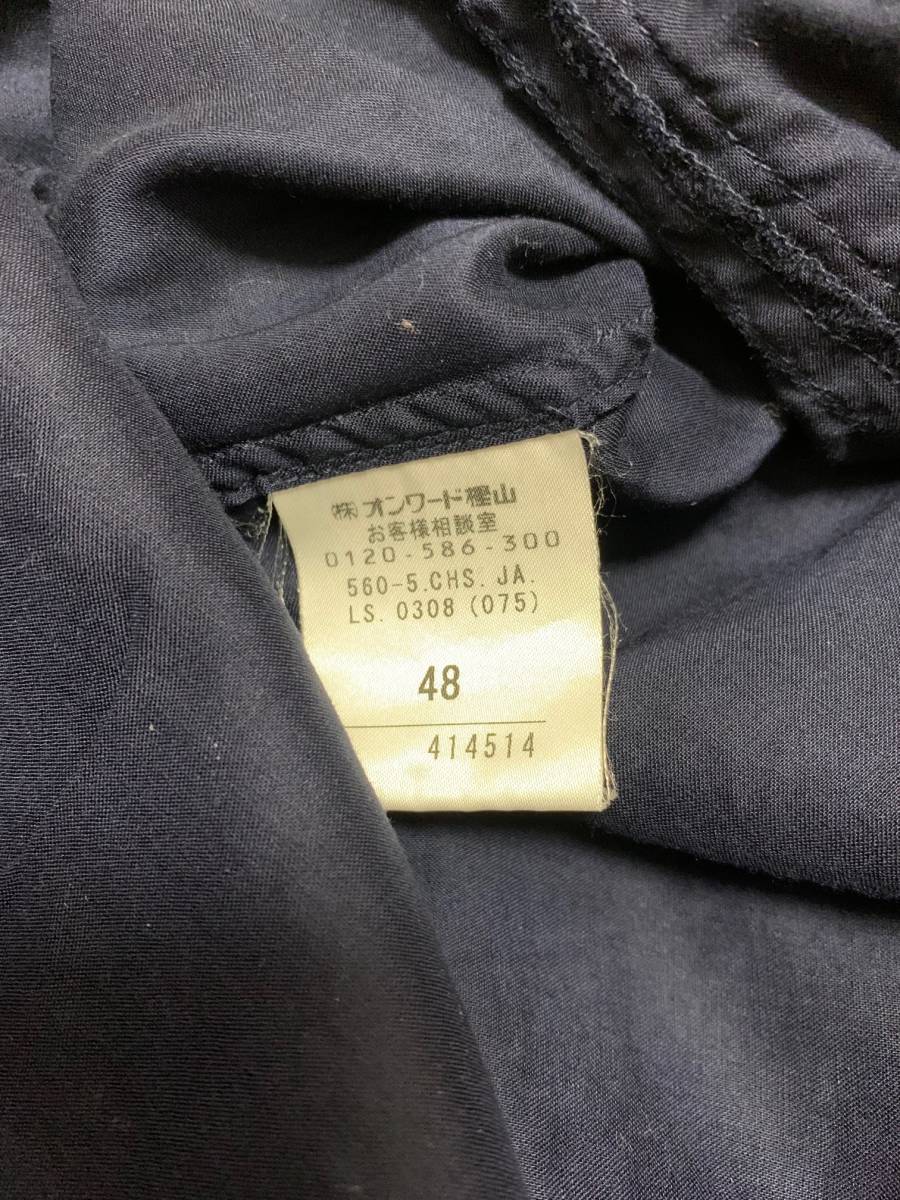 ㈱オンワード樫山
お客様相談室
0120-586-300
560-5.CHS. JA.
LS. 0308 (075)
48
414514